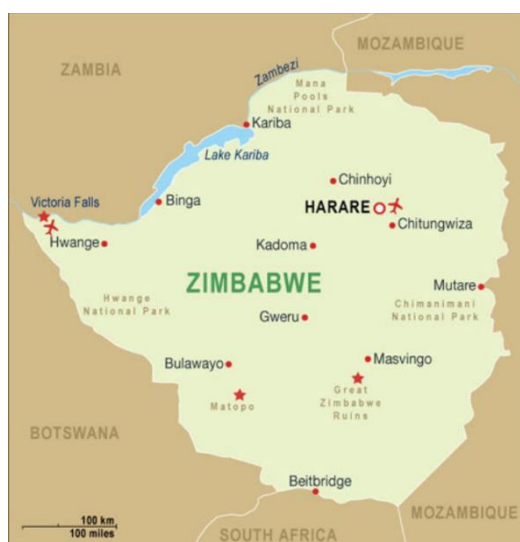 MOZAMBIQUE
ZAMBIA
Zambezi
Mana
Pools
National Park
Kariba
Lake Kariba
Chinhoyi
Victoria Falls
Binga
HARARE
Chitungwiza
Hwange
Kadoma
ZIMBABWE
Mutare
Hwange
National Park
Chimanimani
National Park
Gweru
Bulawayo
Masvingo
Matopo
Great
Zimbabwe
Ruins
BOTSWANA
Beitbridge
MOZAMBIQUE
100 km
100 miles
SOUTH AFRICA